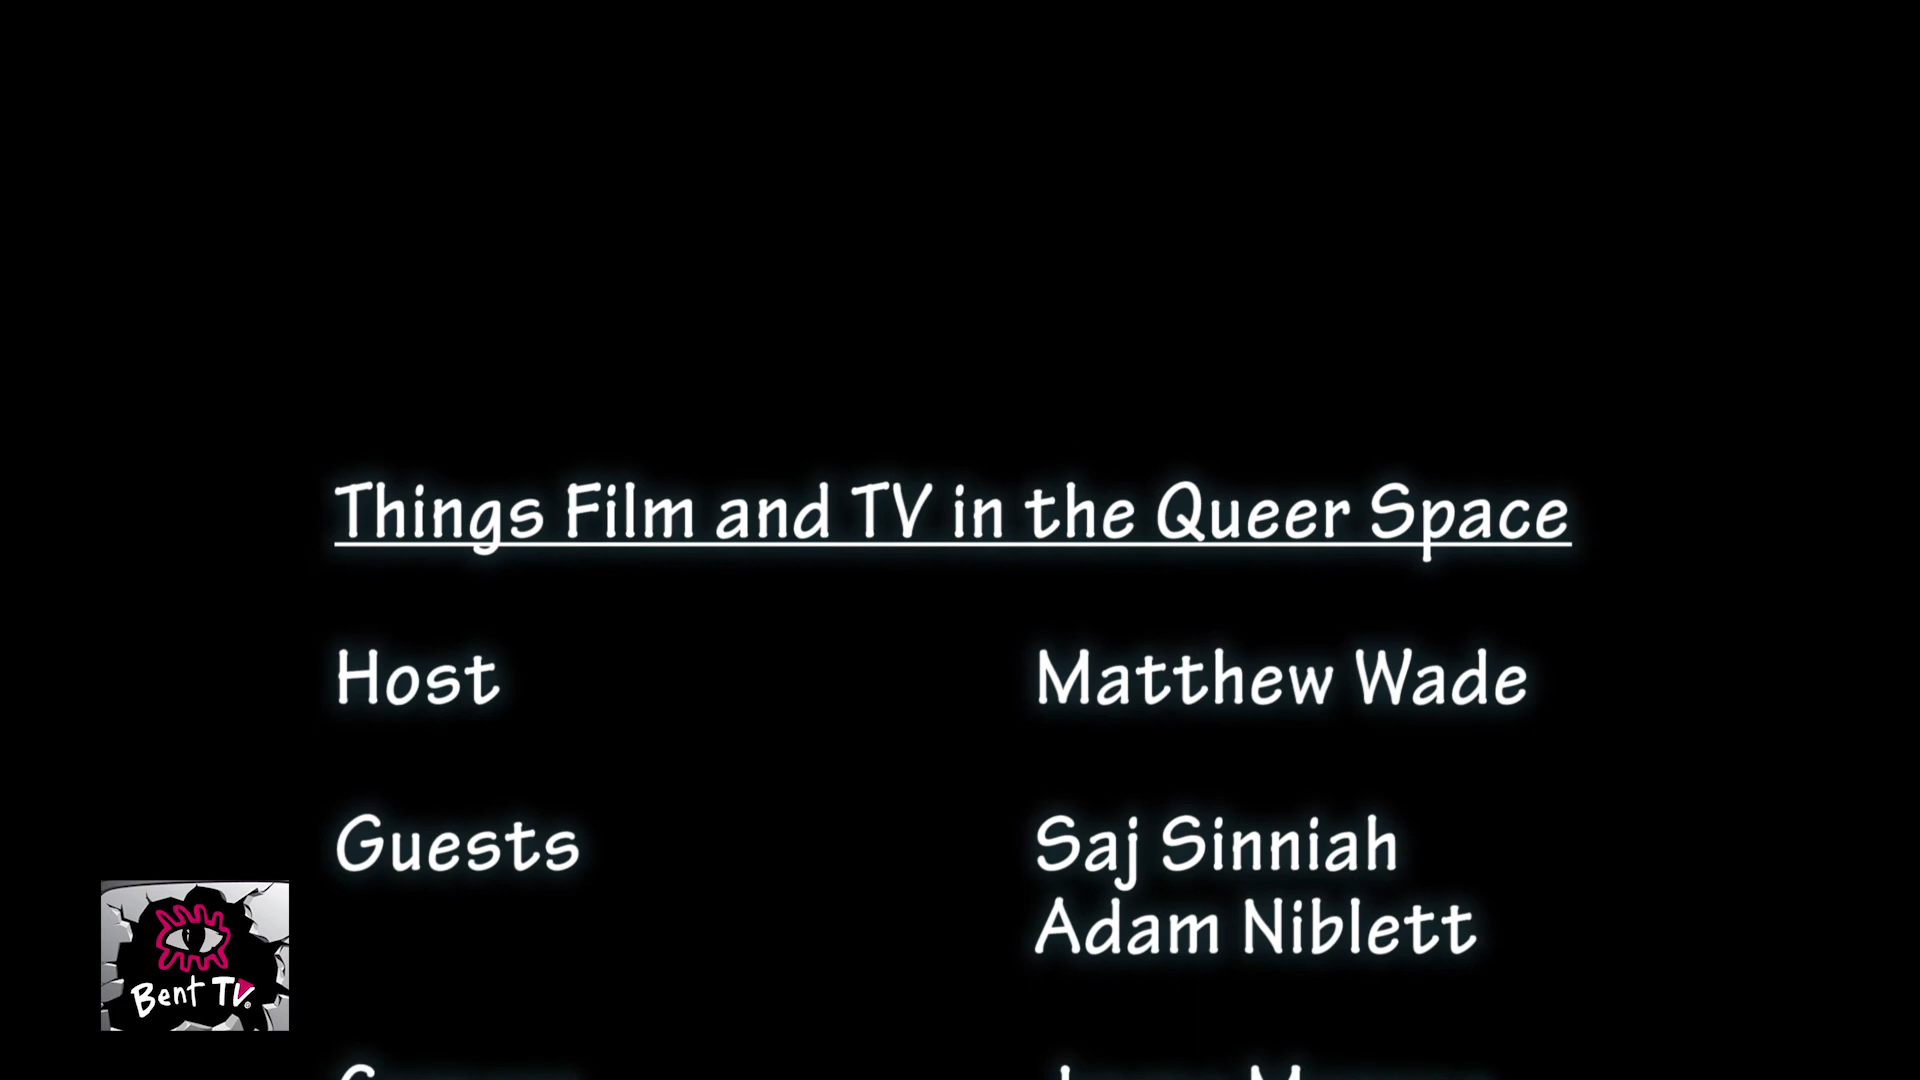 Things Film and TV in the Queer Space
Host Matthew Wade
Guests Saj Sinniah
Adam Niblett
Bent TV